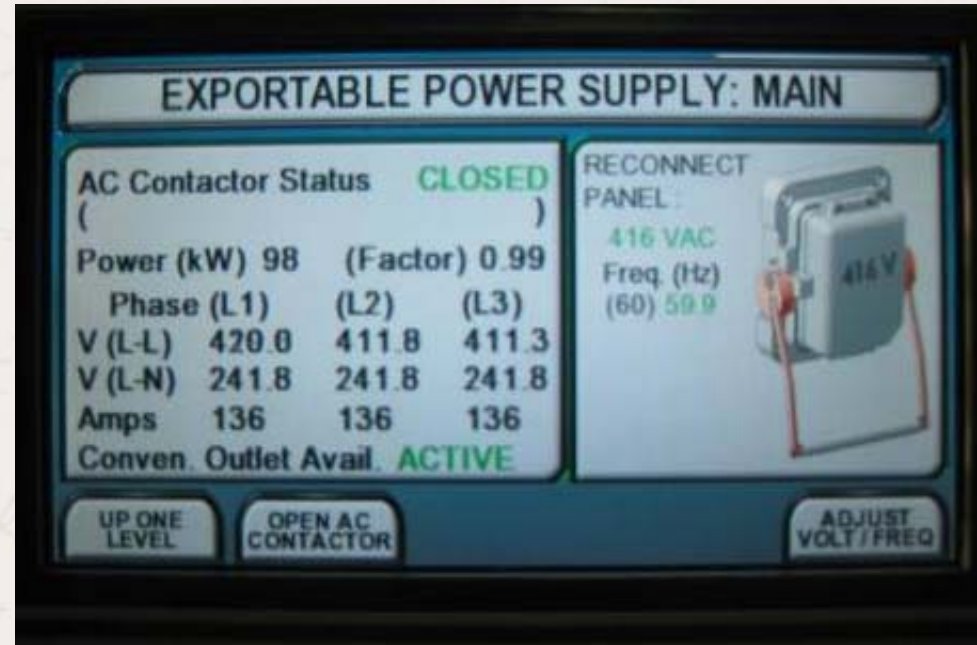 EXPORTABLE POWER SUPPLY: MAIN
AC Contactor Status CLOSED
( )
Power (kW) 98 (Factor) 0.99
Phase (L1) (L2) (L3)
V (L-L) 420.0 411.8 411.3
V (L-N) 241.8 241.8 241.8
Amps 136 136 136
Conven. Outlet Avail. ACTIVE
RECONNECT
PANEL:
416 VAC
Freq. (Hz)
(60) 59.9
416 V
UP ONE
LEVEL
OPEN AC
CONTACTOR
ADJUST
VOLT / FREQ